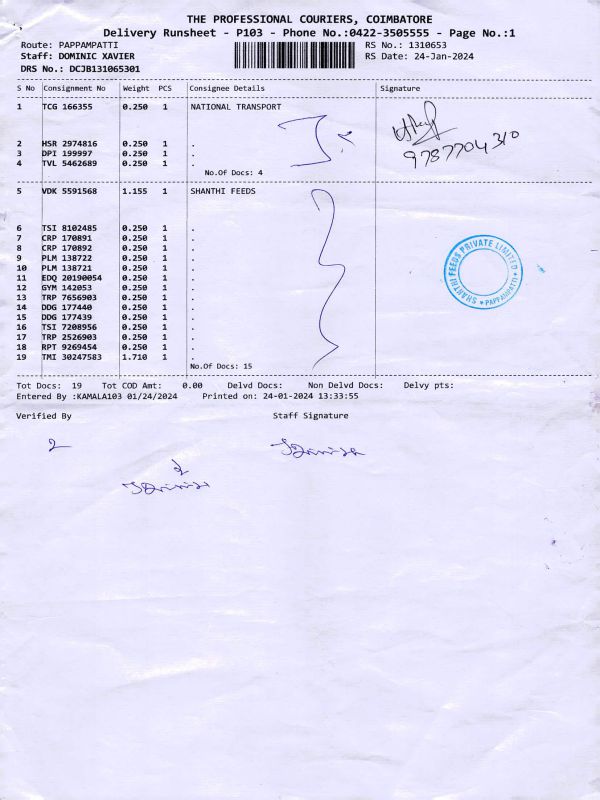 THE PROFESSIONAL COURIERS, COIMBATORE
Delivery Runsheet - P103 - Phone No.:0422-3505555 - Page No.:1
Route: PAPPAMPATTI RS No.: 1310653
Staff: DOMINIC XAVIER RS Date: 24-Jan-2024
DRS No.: DCJB131065301
S No Consignment No Weight PCS Consignee Details Signature
1 TCG 166355 0.250 1 NATIONAL TRANSPORT
2 HSR 2974816 0.250 1 .
3 DPI 199997 0.250 1 .
4 TVL 5462689 0.250 1 .
9787704310
No.Of Docs: 4
5 VDK 5591568 1.155 1 SHANTHI FEEDS
6 TSI 8102485 0.250 1 .
7 CRP 170891 0.250 1 .
8 CRP 170892 0.250 1 .
9 PLM 138722 0.250 1 .
10 PLM 138721 0.250 1 .
11 EDQ 20190054 0.250 1 .
12 GYM 142053 0.250 1 .
13 TRP 7656903 0.250 1 .
14 DDG 177440 0.250 1 .
15 DDG 177439 0.250 1 .
16 TSI 7208956 0.250 1 .
17 TRP 2526903 0.250 1 .
18 RPT 9269454 0.250 1 .
19 TMI 30247583 1.710 1 .
SHANTHI FEEDS PRIVATE LIMITED
* PAPPAMPATTI *
No.Of Docs: 15
Tot Docs: 19 Tot COD Amt: 0.00 Delvd Docs: Non Delvd Docs: Delvy pts:
Entered By :KAMALA103 01/24/2024 Printed on: 24-01-2024 13:33:55
Verified By Staff Signature